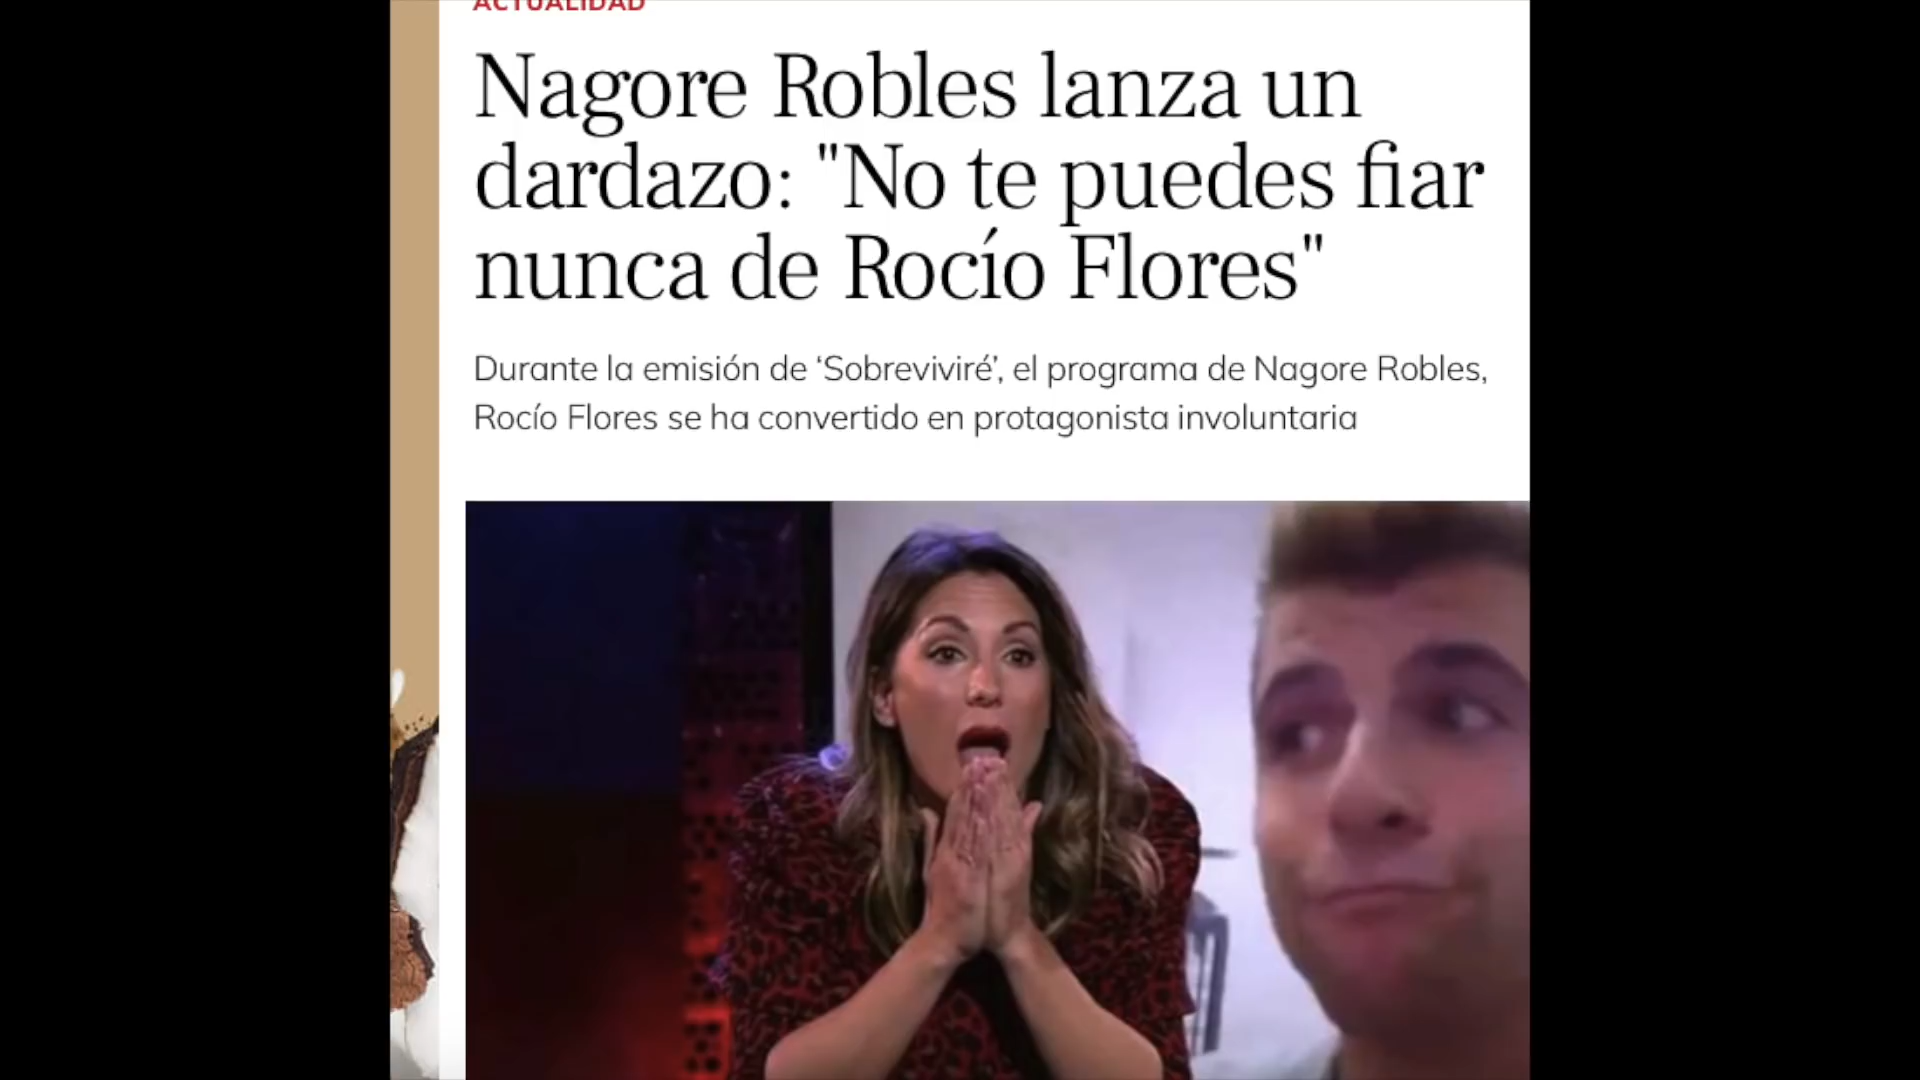 ACTUALIDAD
Nagore Robles lanza un
dardazo: "No te puedes fiar
nunca de Rocío Flores"
Durante la emisión de ‘Sobreviviré’, el programa de Nagore Robles,
Rocío Flores se ha convertido en protagonista involuntaria